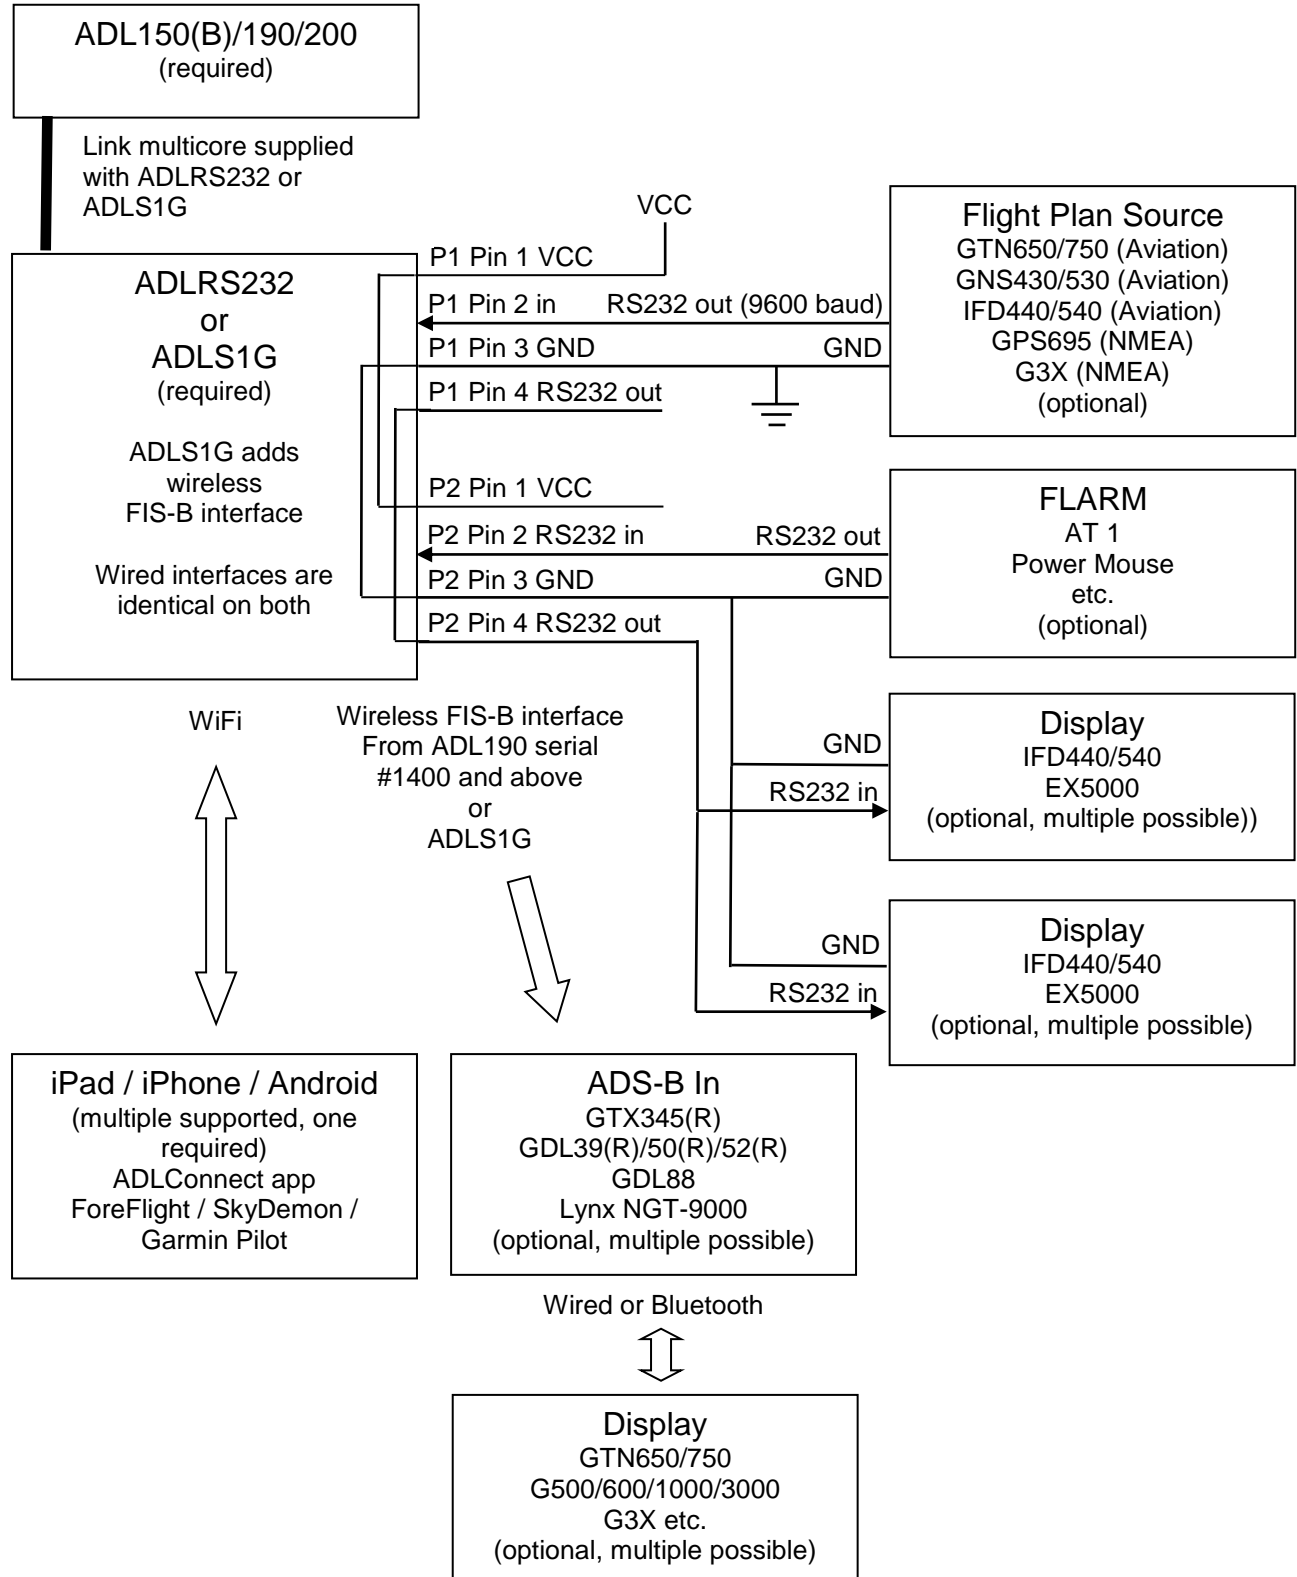 ADL150(B)/190/200
(required)
Link multicore supplied
with ADLRS232 or
ADLS1G
ADLRS232
or
ADLS1G
(required)
ADLS1G adds
wireless
FIS-B interface
Wired interfaces are
identical on both
VCC
P1 Pin 1 VCC
P1 Pin 2 in
RS232 out (9600 baud)
P1 Pin 3 GND
GND
P1 Pin 4 RS232 out
Flight Plan Source
GTN650/750 (Aviation)
GNS430/530 (Aviation)
IFD440/540 (Aviation)
GPS695 (NMEA)
G3X (NMEA)
(optional)
P2 Pin 1 VCC
P2 Pin 2 RS232 in
RS232 out
P2 Pin 3 GND
GND
P2 Pin 4 RS232 out
FLARM
AT 1
Power Mouse
etc.
(optional)
WiFi
Wireless FIS-B interface
From ADL190 serial
#1400 and above
or
ADLS1G
GND
RS232 in
Display
IFD440/540
EX5000
(optional, multiple possible))
GND
RS232 in
Display
IFD440/540
EX5000
(optional, multiple possible)
iPad / iPhone / Android
(multiple supported, one
required)
ADLConnect app
ForeFlight / SkyDemon /
Garmin Pilot
ADS-B In
GTX345(R)
GDL39(R)/50(R)/52(R)
GDL88
Lynx NGT-9000
(optional, multiple possible)
Wired or Bluetooth
Display
GTN650/750
G500/600/1000/3000
G3X etc.
(optional, multiple possible)